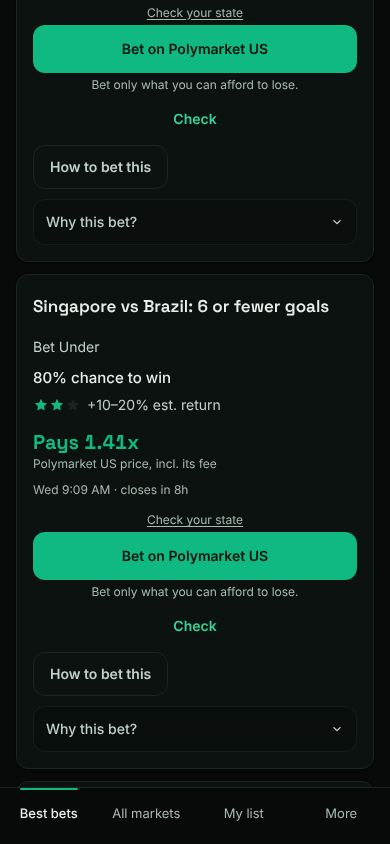 Check your state
Bet on Polymarket US
Bet only what you can afford to lose.
Check
How to bet this
Why this bet?
Singapore vs Brazil: 6 or fewer goals
Bet Under
80% chance to win
+10–20% est. return
Pays 1.41x
Polymarket US price, incl. its fee
Wed 9:09 AM · closes in 8h
Check your state
Bet on Polymarket US
Bet only what you can afford to lose.
Check
How to bet this
Why this bet?
Best bets All markets My list More